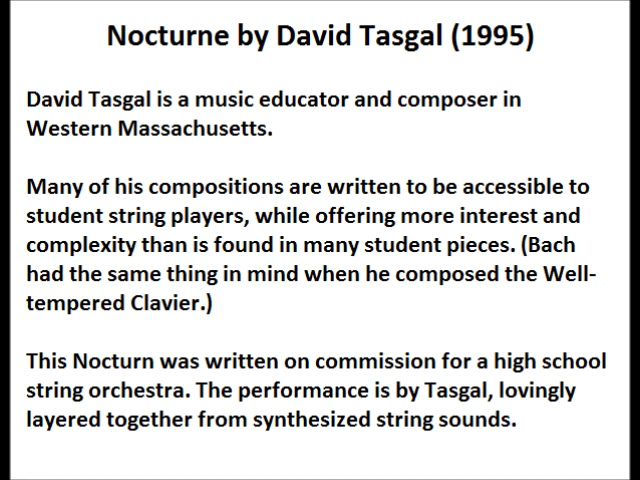 Nocturne by David Tasgal (1995)
David Tasgal is a music educator and composer in
Western Massachusetts.
Many of his compositions are written to be accessible to
student string players, while offering more interest and
complexity than is found in many student pieces. (Bach
had the same thing in mind when he composed the Well-
tempered Clavier.)
This Nocturn was written on commission for a high school
string orchestra. The performance is by Tasgal, lovingly
layered together from synthesized string sounds.